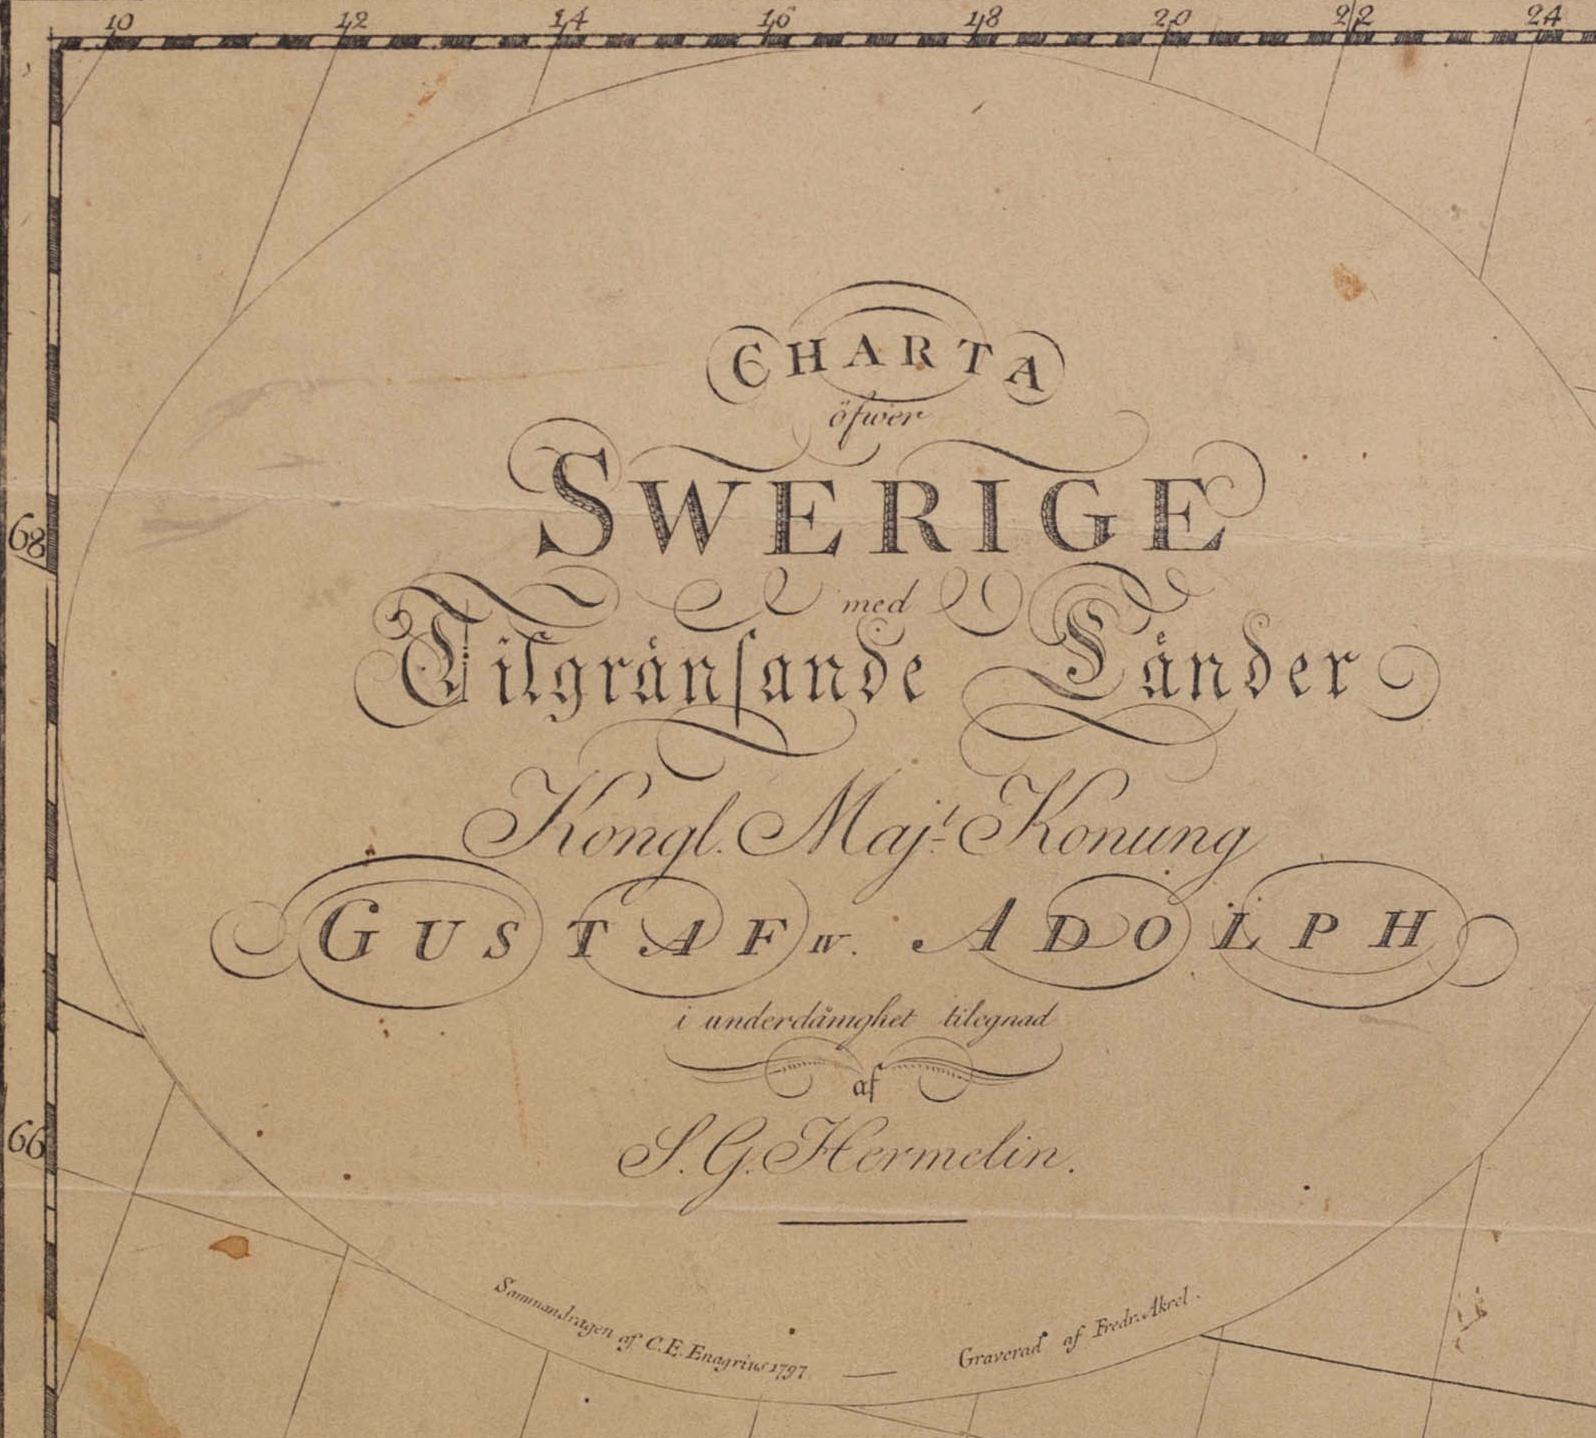 10 12 14 16 18 20 22 24
CHARTA
öfwer
SWERIGE
med
Tilgränsande Länder
Kongl. Maj:t Konung
GUSTAF IV. ADOLPH
i underdånighet tilegnad
af
S. G. Hermelin.
68
66
Sammandragen af C. E. Enagrius 1797
Graverad af Fredr. Akrel.